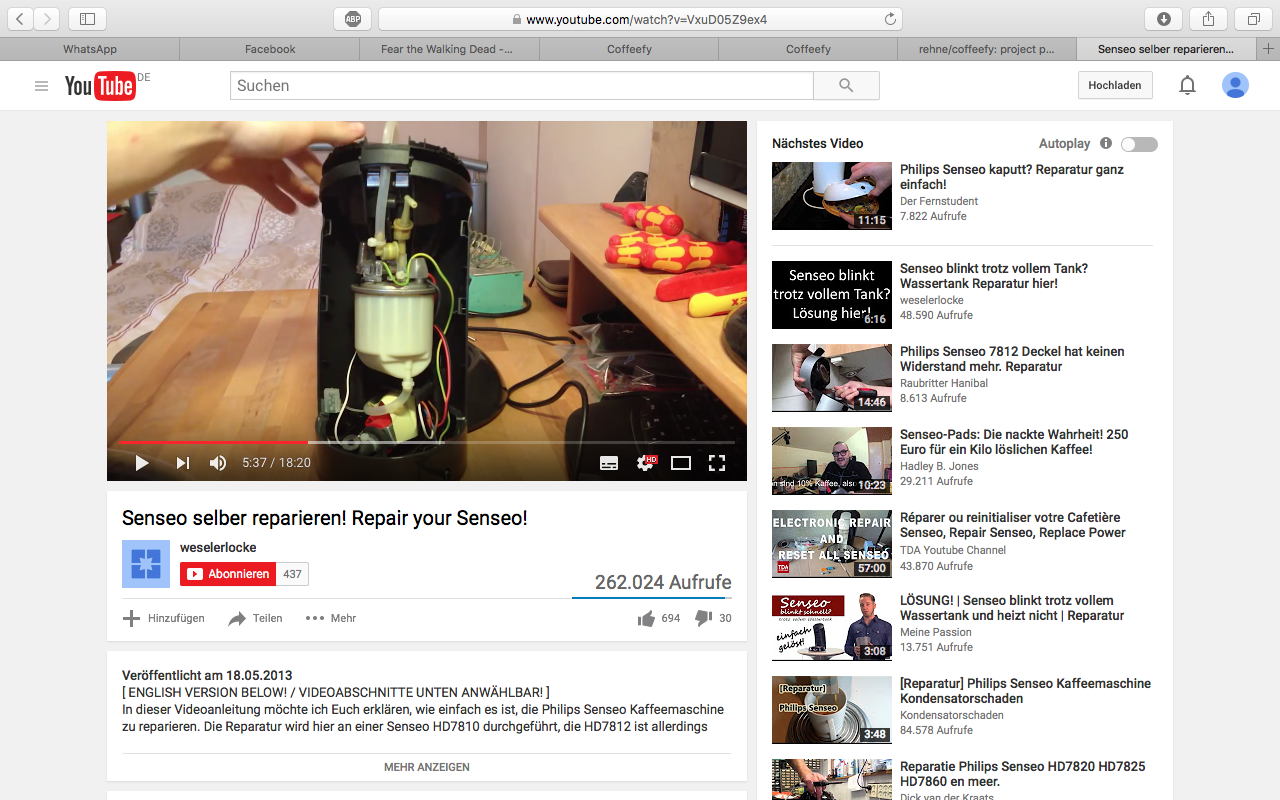 ABP
www.youtube.com/watch?v=VxuD05Z9ex4
WhatsApp
Facebook
Fear the Walking Dead -...
Coffeefy
Coffeefy
rehne/coffeefy: project p...
Senseo selber reparieren...
YouTube DE
Suchen
Hochladen
5:37 / 18:20
HD
Senseo selber reparieren! Repair your Senseo!
weselerlocke
Abonnieren 437
262.024 Aufrufe
Hinzufügen Teilen Mehr 694 30
Veröffentlicht am 18.05.2013
[ ENGLISH VERSION BELOW! / VIDEOABSCHNITTE UNTEN ANWÄHLBAR! ]
In dieser Videoanleitung möchte ich Euch erklären, wie einfach es ist, die Philips Senseo Kaffeemaschine
zu reparieren. Die Reparatur wird hier an einer Senseo HD7810 durchgeführt, die HD7812 ist allerdings
MEHR ANZEIGEN
Nächstes Video Autoplay
11:15
Philips Senseo kaputt? Reparatur ganz
einfach!
Der Fernstudent
7.822 Aufrufe
Senseo blinkt
trotz vollem Tank?
Lösung hier!
6:16
Senseo blinkt trotz vollem Tank?
Wassertank Reparatur hier!
weselerlocke
48.590 Aufrufe
14:46
Philips Senseo 7812 Deckel hat keinen
Widerstand mehr. Reparatur
Raubritter Hanibal
8.613 Aufrufe
an sind 10% Kaffee, also
10:23
Senseo-Pads: Die nackte Wahrheit! 250
Euro für ein Kilo löslichen Kaffee!
Hadley B. Jones
29.211 Aufrufe
ELECTRONIC REPAIR
AND
RESET ALL SENSEO
TDA
57:00
Réparer ou reinitialiser votre Cafetière
Senseo, Repair Senseo, Replace Power
TDA Youtube Channel
43.870 Aufrufe
Senseo
blinkt schnell?
trotz vollem Wassertank
einfach
gelöst!
3:08
LÖSUNG! | Senseo blinkt trotz vollem
Wassertank und heizt nicht | Reparatur
Meine Passion
13.751 Aufrufe
[Reparatur]
Philips Senseo
3:48
[Reparatur] Philips Senseo Kaffeemaschine
Kondensatorschaden
Kondensatorschaden
84.578 Aufrufe
Reparatie Philips Senseo HD7820 HD7825
HD7860 en meer.
Dick van der Kraats